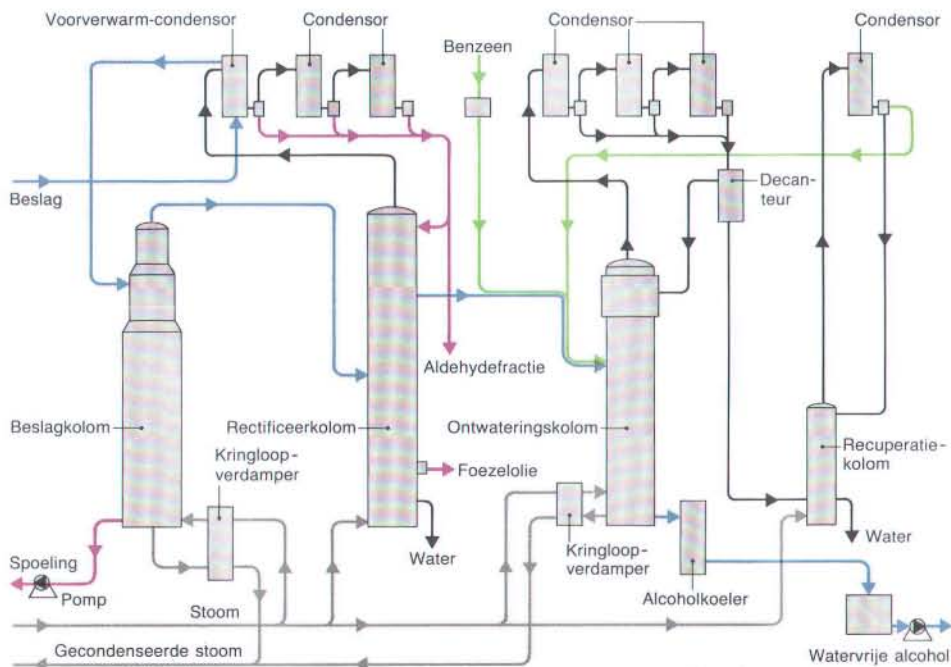 Voorverwarm-condensor
Condensor
Condensor
Condensor
Benzeen
Beslag
Decan-
teur
Aldehydefractie
Beslagkolom
Rectificeerkolom
Ontwateringskolom
Recuperatie-
kolom
Kringloop-
verdamper
Foezelolie
Water
Kringloop-
verdamper
Water
Spoeling
Pomp
Stoom
Alcoholkoeler
Gecondenseerde stoom
Watervrije alcohol